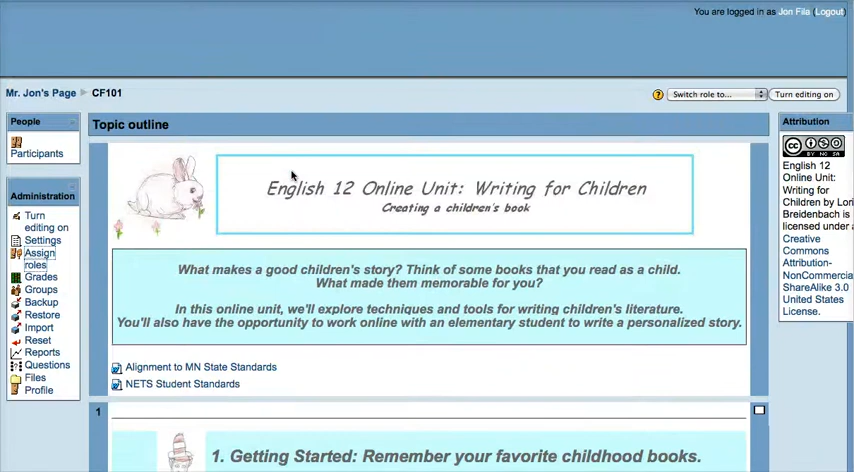 You are logged in as Jon Fila (Logout)
Mr. Jon's Page ► CF101
Switch role to...
Turn editing on
People
Participants
Administration
Turn
editing on
Settings
Assign
roles
Grades
Groups
Backup
Restore
Import
Reset
Reports
Questions
Files
Profile
Topic outline
English 12 Online Unit: Writing for Children
Creating a children's book
What makes a good children's story? Think of some books that you read as a child.
What made them memorable for you?
In this online unit, we'll explore techniques and tools for writing children's literature.
You'll also have the opportunity to work online with an elementary student to write a personalized story.
Alignment to MN State Standards
NETS Student Standards
1
1. Getting Started: Remember your favorite childhood books.
Attribution
CC
BY NC SA
English 12
Online Unit:
Writing for
Children by Lori
Breidenbach is
licensed under a
Creative
Commons
Attribution-
NonCommercia
ShareAlike 3.0
United States
License.